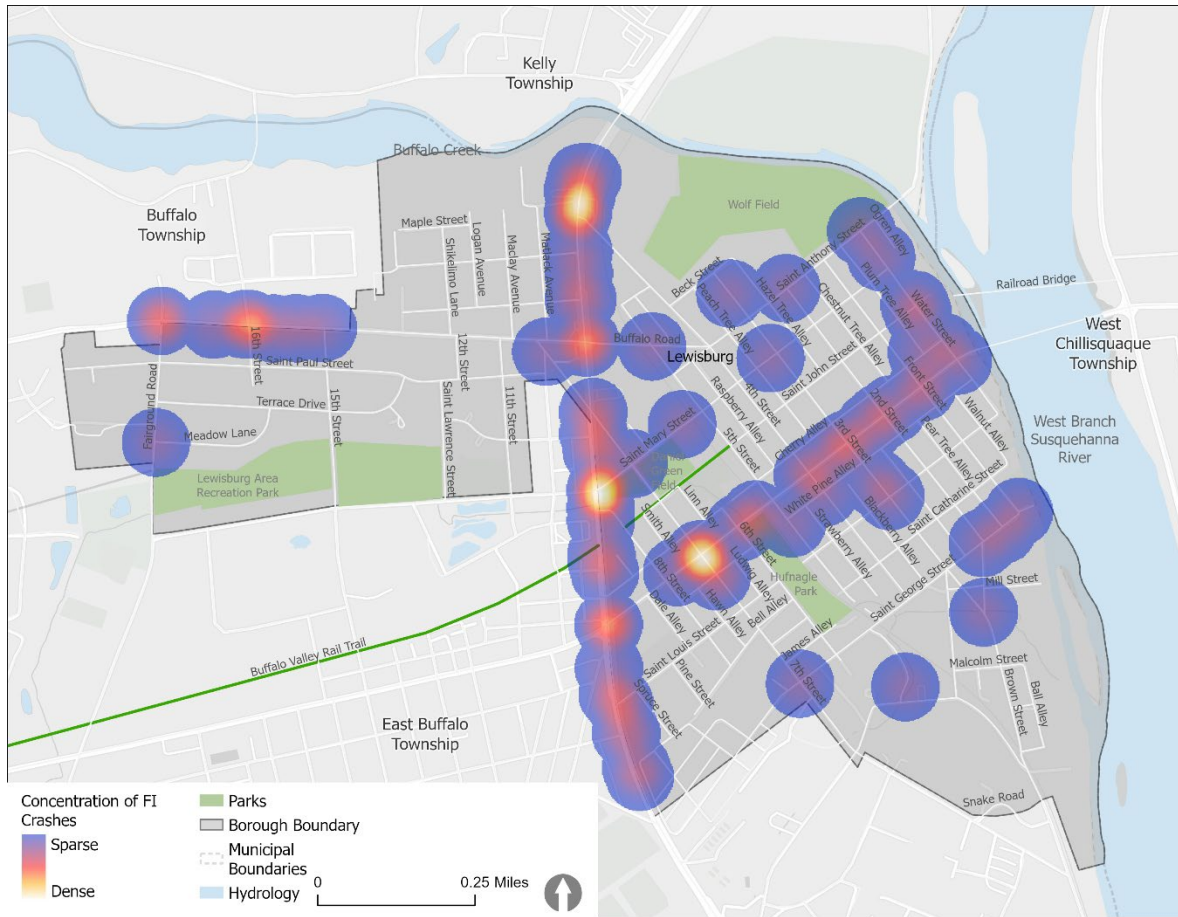 Kelly
Township
Buffalo Creek
Buffalo
Township
Wolf Field
Maple Street
Logan Avenue
Shikelimo Lane
Maclay Avenue
Matlack Avenue
Beck Street
Peach Tree Alley
Hazel Tree Alley
Saint Anthony Street
Ogren Alley
Plum Tree Alley
Chestnut Tree Alley
Water Street
Railroad Bridge
West
Chillisquaque
Township
Buffalo Road
Lewisburg
Saint John Street
Front Street
16th Street
Saint Paul Street
12th Street
Fairground Road
15th Street
Terrace Drive
Meadow Lane
Saint Lawrence Street
11th Street
Raspberry Alley
4th Street
Cherry Alley
2nd Street
3rd Street
Pear Tree Alley
Walnut Alley
West Branch
Susquehanna
River
Saint Mary Street
5th Street
Lewisburg Area
Recreation Park
Green
Field
Linn Alley
Smith Alley
White Pine Alley
Strawberry Alley
Blackberry Alley
Saint Catharine Street
6th Street
8th Street
Ludwig Alley
Hawn Alley
Dale Alley
Bell Alley
Hufnagle
Park
Saint George Street
Mill Street
James Alley
Saint Louis Street
Pine Street
Spruce Street
7th Street
Malcolm Street
Brown Street
Ball Alley
Buffalo Valley Rail Trail
East Buffalo
Township
Snake Road
Concentration of FI
Crashes
Sparse
Dense
Parks
Borough Boundary
Municipal
Boundaries
Hydrology
0
0.25 Miles